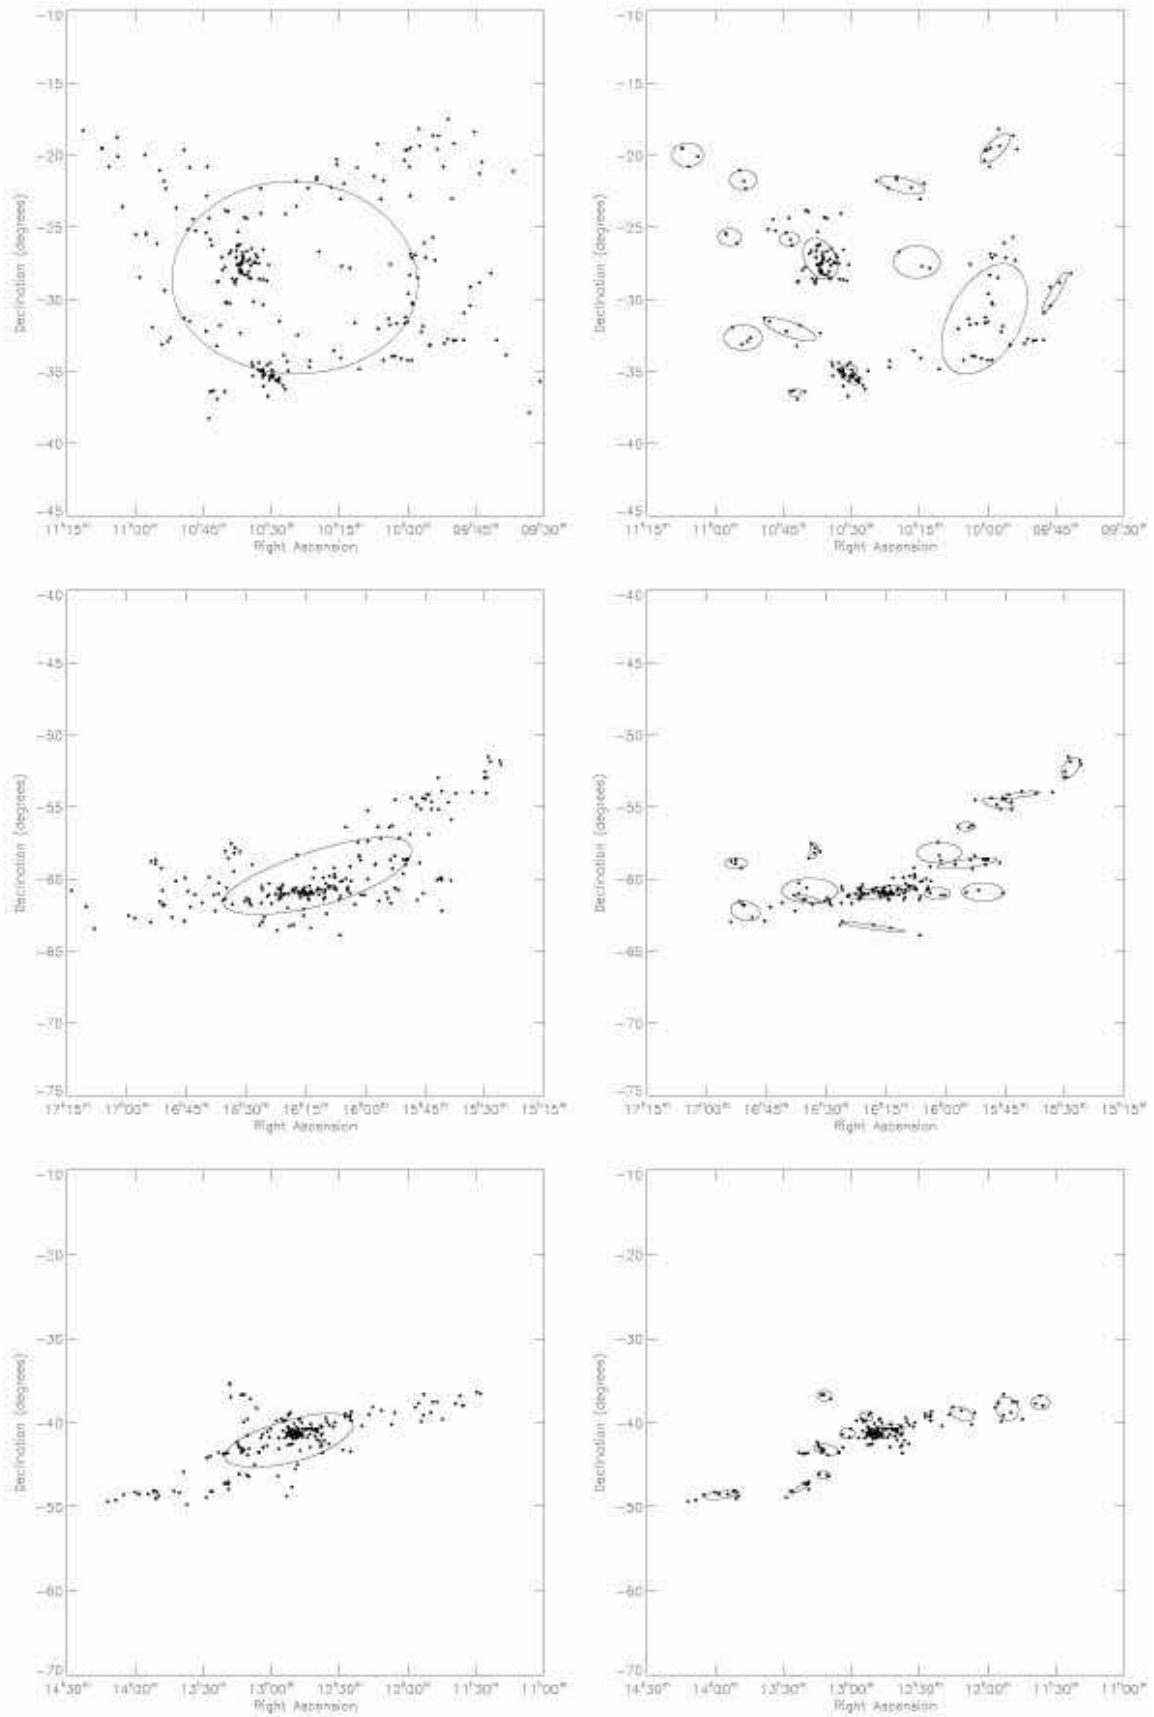 -10
-15
-20
-25
-30
-35
-40
-45
Declination (degrees)
11ʰ15ᵐ 11ʰ00ᵐ 10ʰ45ᵐ 10ʰ30ᵐ 10ʰ15ᵐ 10ʰ00ᵐ 09ʰ45ᵐ 09ʰ30ᵐ
Right Ascension
-10
-15
-20
-25
-30
-35
-40
-45
Declination (degrees)
11ʰ15ᵐ 11ʰ00ᵐ 10ʰ45ᵐ 10ʰ30ᵐ 10ʰ15ᵐ 10ʰ00ᵐ 09ʰ45ᵐ 09ʰ30ᵐ
Right Ascension
-40
-45
-50
-55
-60
-65
-70
-75
Declination (degrees)
17ʰ15ᵐ 17ʰ00ᵐ 16ʰ45ᵐ 16ʰ30ᵐ 16ʰ15ᵐ 16ʰ00ᵐ 15ʰ45ᵐ 15ʰ30ᵐ 15ʰ15ᵐ
Right Ascension
-40
-45
-50
-55
-60
-65
-70
-75
Declination (degrees)
17ʰ15ᵐ 17ʰ00ᵐ 16ʰ45ᵐ 16ʰ30ᵐ 16ʰ15ᵐ 16ʰ00ᵐ 15ʰ45ᵐ 15ʰ30ᵐ 15ʰ15ᵐ
Right Ascension
-10
-20
-30
-40
-50
-60
-70
Declination (degrees)
14ʰ30ᵐ 14ʰ00ᵐ 13ʰ30ᵐ 13ʰ00ᵐ 12ʰ30ᵐ 12ʰ00ᵐ 11ʰ30ᵐ 11ʰ00ᵐ
Right Ascension
-10
-20
-30
-40
-50
-60
-70
Declination (degrees)
14ʰ30ᵐ 14ʰ00ᵐ 13ʰ30ᵐ 13ʰ00ᵐ 12ʰ30ᵐ 12ʰ00ᵐ 11ʰ30ᵐ 11ʰ00ᵐ
Right Ascension